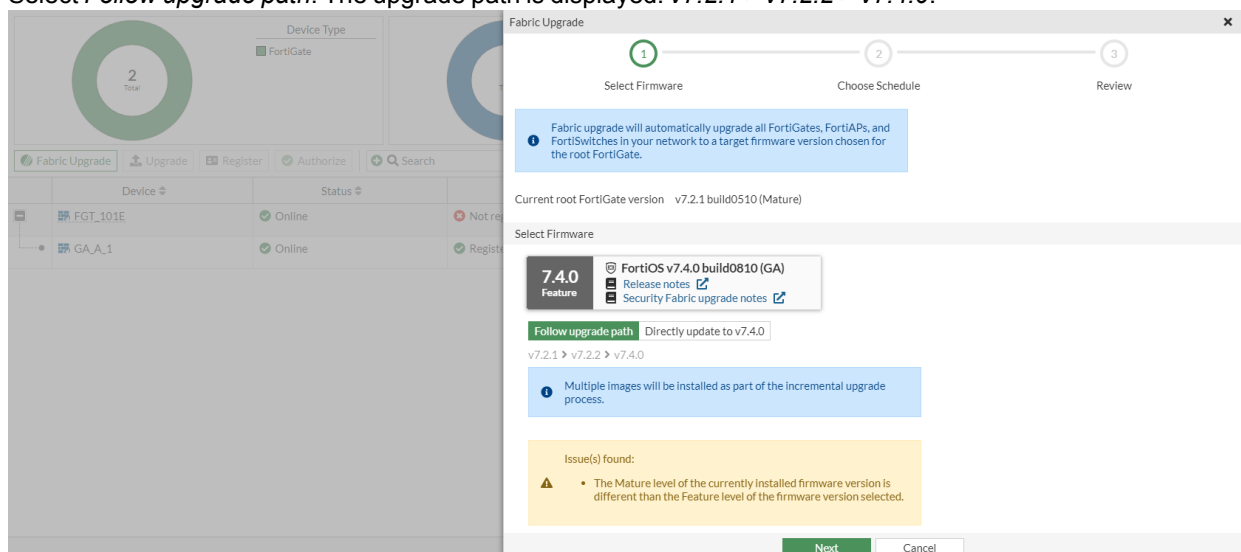 Select Follow upgrade path. The upgrade path is displayed: v7.2.1 > v7.2.2 > v7.4.0.
Device Type
FortiGate
2
Total
Fabric Upgrade
Upgrade
Register
Authorize
Search
Device
Status
FGT_101E
Online
Not reg
GA_A_1
Online
Registe
Fabric Upgrade
1
2
3
Select Firmware
Choose Schedule
Review
Fabric upgrade will automatically upgrade all FortiGates, FortiAPs, and
FortiSwitches in your network to a target firmware version chosen for
the root FortiGate.
Current root FortiGate version v7.2.1 build0510 (Mature)
Select Firmware
7.4.0
Feature
FortiOS v7.4.0 build0810 (GA)
Release notes
Security Fabric upgrade notes
Follow upgrade path
Directly update to v7.4.0
v7.2.1 > v7.2.2 > v7.4.0
Multiple images will be installed as part of the incremental upgrade
process.
Issue(s) found:
• The Mature level of the currently installed firmware version is
different than the Feature level of the firmware version selected.
Next
Cancel